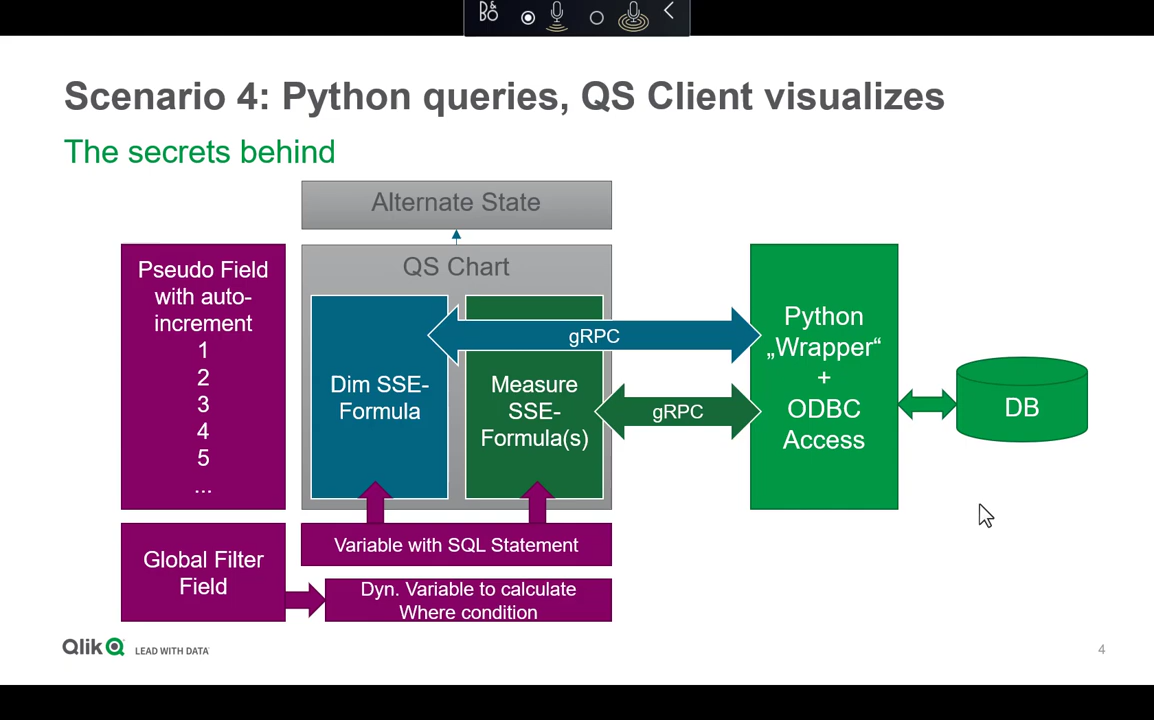 Scenario 4: Python queries, QS Client visualizes
The secrets behind
Alternate State
Pseudo Field
with auto-
increment
1
2
3
4
5
...
QS Chart
Dim SSE-
Formula
Measure
SSE-
Formula(s)
gRPC
gRPC
Python
„Wrapper“
+
ODBC
Access
DB
Variable with SQL Statement
Global Filter
Field
Dyn. Variable to calculate
Where condition
Qlik LEAD WITH DATA
4